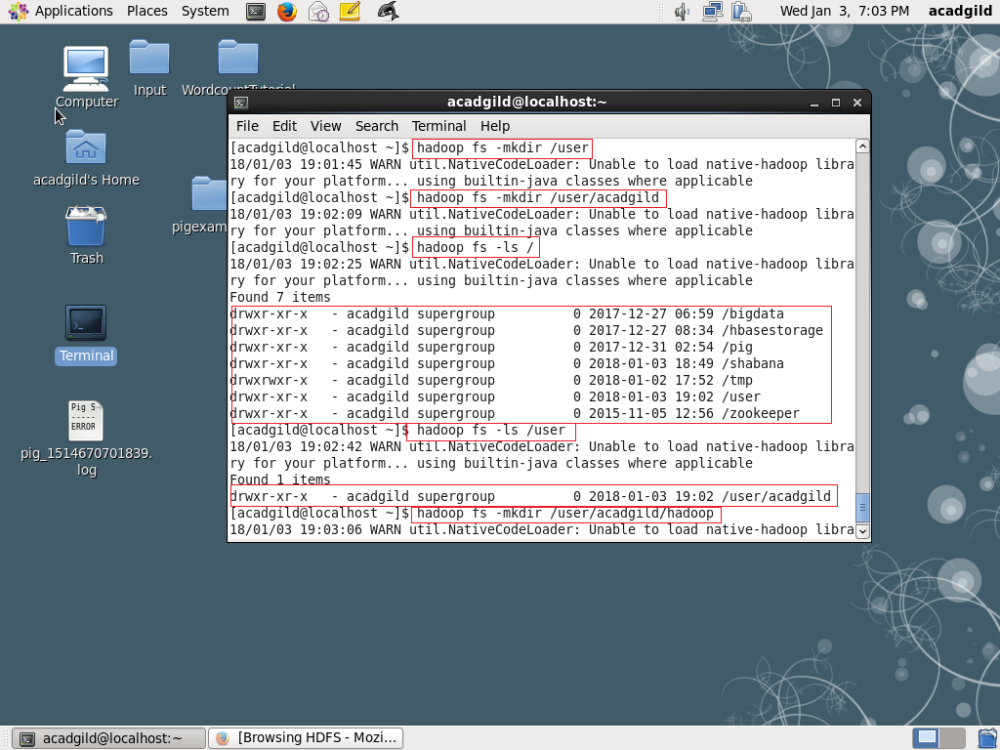 Applications Places System Wed Jan 3, 7:03 PM acadgild
Computer
Input
WordcountTutorial
acadgild's Home
pigexam
Trash
Terminal
Pig S
-----
ERROR
pig_1514670701839.
log
acadgild@localhost:~
File Edit View Search Terminal Help
[acadgild@localhost ~]$ hadoop fs -mkdir /user
18/01/03 19:01:45 WARN util.NativeCodeLoader: Unable to load native-hadoop libra
ry for your platform... using builtin-java classes where applicable
[acadgild@localhost ~]$ hadoop fs -mkdir /user/acadgild
18/01/03 19:02:09 WARN util.NativeCodeLoader: Unable to load native-hadoop libra
ry for your platform... using builtin-java classes where applicable
[acadgild@localhost ~]$ hadoop fs -ls /
18/01/03 19:02:25 WARN util.NativeCodeLoader: Unable to load native-hadoop libra
ry for your platform... using builtin-java classes where applicable
Found 7 items
drwxr-xr-x   - acadgild supergroup          0 2017-12-27 06:59 /bigdata
drwxr-xr-x   - acadgild supergroup          0 2017-12-27 08:34 /hbasestorage
drwxr-xr-x   - acadgild supergroup          0 2017-12-31 02:54 /pig
drwxr-xr-x   - acadgild supergroup          0 2018-01-03 18:49 /shabana
drwxrwxr-x   - acadgild supergroup          0 2018-01-02 17:52 /tmp
drwxr-xr-x   - acadgild supergroup          0 2018-01-03 19:02 /user
drwxr-xr-x   - acadgild supergroup          0 2015-11-05 12:56 /zookeeper
[acadgild@localhost ~]$ hadoop fs -ls /user
18/01/03 19:02:42 WARN util.NativeCodeLoader: Unable to load native-hadoop libra
ry for your platform... using builtin-java classes where applicable
Found 1 items
drwxr-xr-x   - acadgild supergroup          0 2018-01-03 19:02 /user/acadgild
[acadgild@localhost ~]$ hadoop fs -mkdir /user/acadgild/hadoop
18/01/03 19:03:06 WARN util.NativeCodeLoader: Unable to load native-hadoop libra
acadgild@localhost:~
[Browsing HDFS - Mozi...